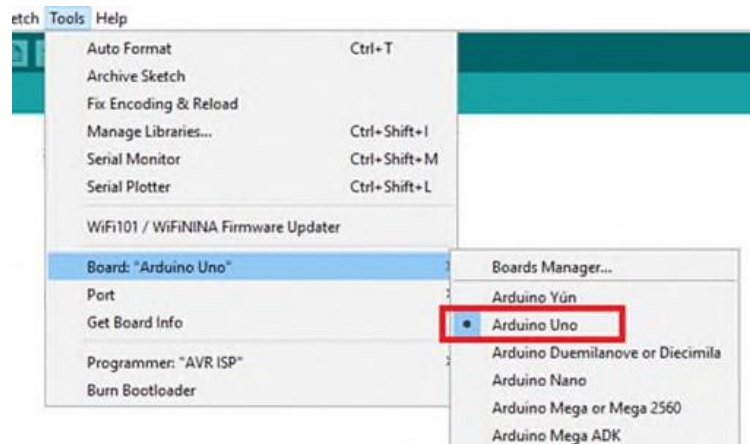 etch Tools Help
Auto Format Ctrl+T
Archive Sketch
Fix Encoding & Reload
Manage Libraries... Ctrl+Shift+I
Serial Monitor Ctrl+Shift+M
Serial Plotter Ctrl+Shift+L
WiFi101 / WiFiNINA Firmware Updater
Board: "Arduino Uno"
Port
Get Board Info
Programmer: "AVR ISP"
Burn Bootloader
Boards Manager...
Arduino Yún
Arduino Uno
Arduino Duemilanove or Diecimila
Arduino Nano
Arduino Mega or Mega 2560
Arduino Mega ADK